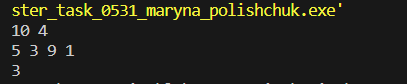 ster_task_0531_maryna_polishchuk.exe'
10 4
5 3 9 1
3